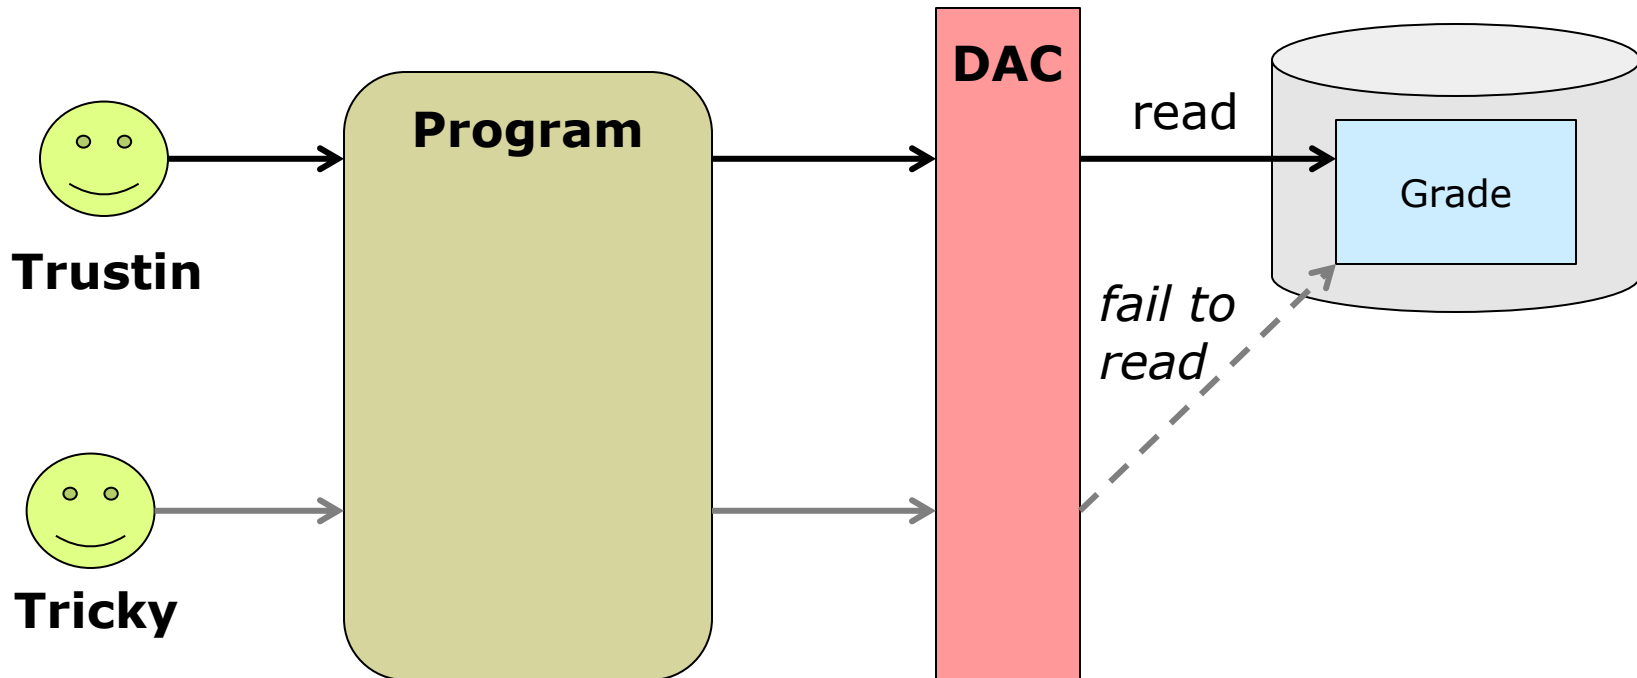 DAC
Program
read
Grade
Trustin
fail to
read
Tricky